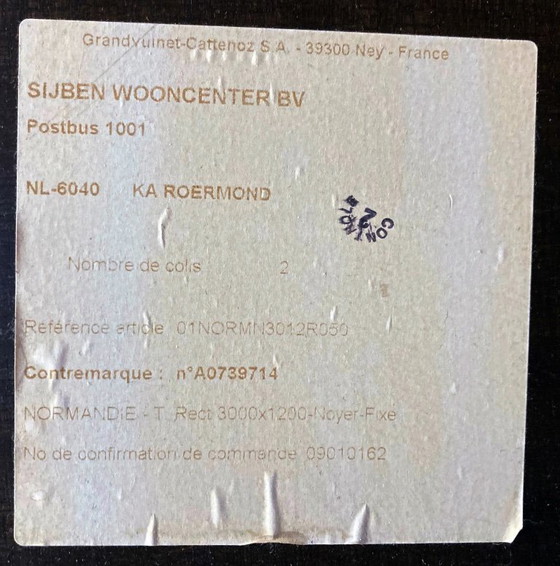 Grandvuinet-Cattenoz S.A. - 39300 Ney - France
SIJBEN WOONCENTER BV
Postbus 1001
NL-6040 KA ROERMOND
Nombre de colis 2
Référence article 01NORMN3012R050
Contremarque : n°A0739714
NORMANDIE - T. Rect 3000x1200-Noyer-Fixe
No de confirmation de commande 09010162